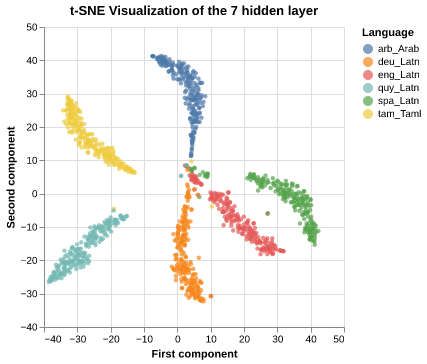 t-SNE Visualization of the 7 hidden layer
Language
arb_Arab
deu_Latn
eng_Latn
quy_Latn
spa_Latn
tam_Taml
Second component
50
40
30
20
10
0
−10
−20
−30
−40
−40 −30 −20 −10 0 10 20 30 40 50
First component